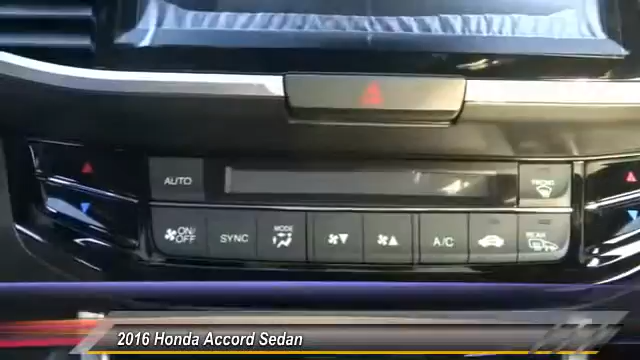 AUTO
FRONT
ON/
OFF
SYNC
MODE
A/C
REAR
2016 Honda Accord Sedan